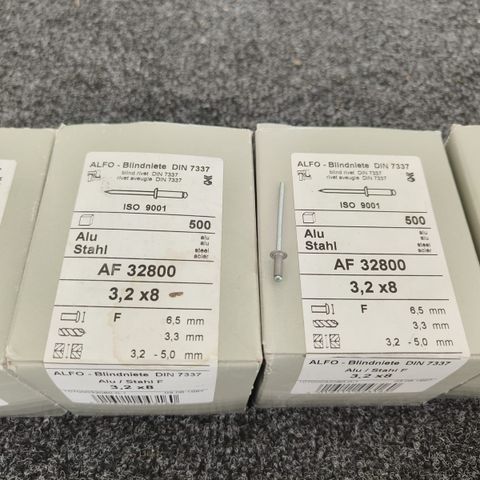 ALFO - Blindniete DIN 7337
blind rivet DIN 7337
rivet aveugle DIN 7337
ISO 9001
500
Alu
alu
alu
Stahl
steel
acier
AF 32800
3,2 x8
F
6,5 mm
3,3 mm
3,2 - 5,0 mm
ALFO - Blindniete DIN 7337
Alu / Stahl F
3,2 x8
ALFO - Blindniete DIN 7337
blind rivet DIN 7337
rivet aveugle DIN 7337
ISO 9001
500
Alu
alu
alu
Stahl
steel
acier
AF 32800
3,2 x8
F
6,5 mm
3,3 mm
3,2 - 5,0 mm
ALFO - Blindniete DIN 7337
Alu / Stahl F
3,2 x8